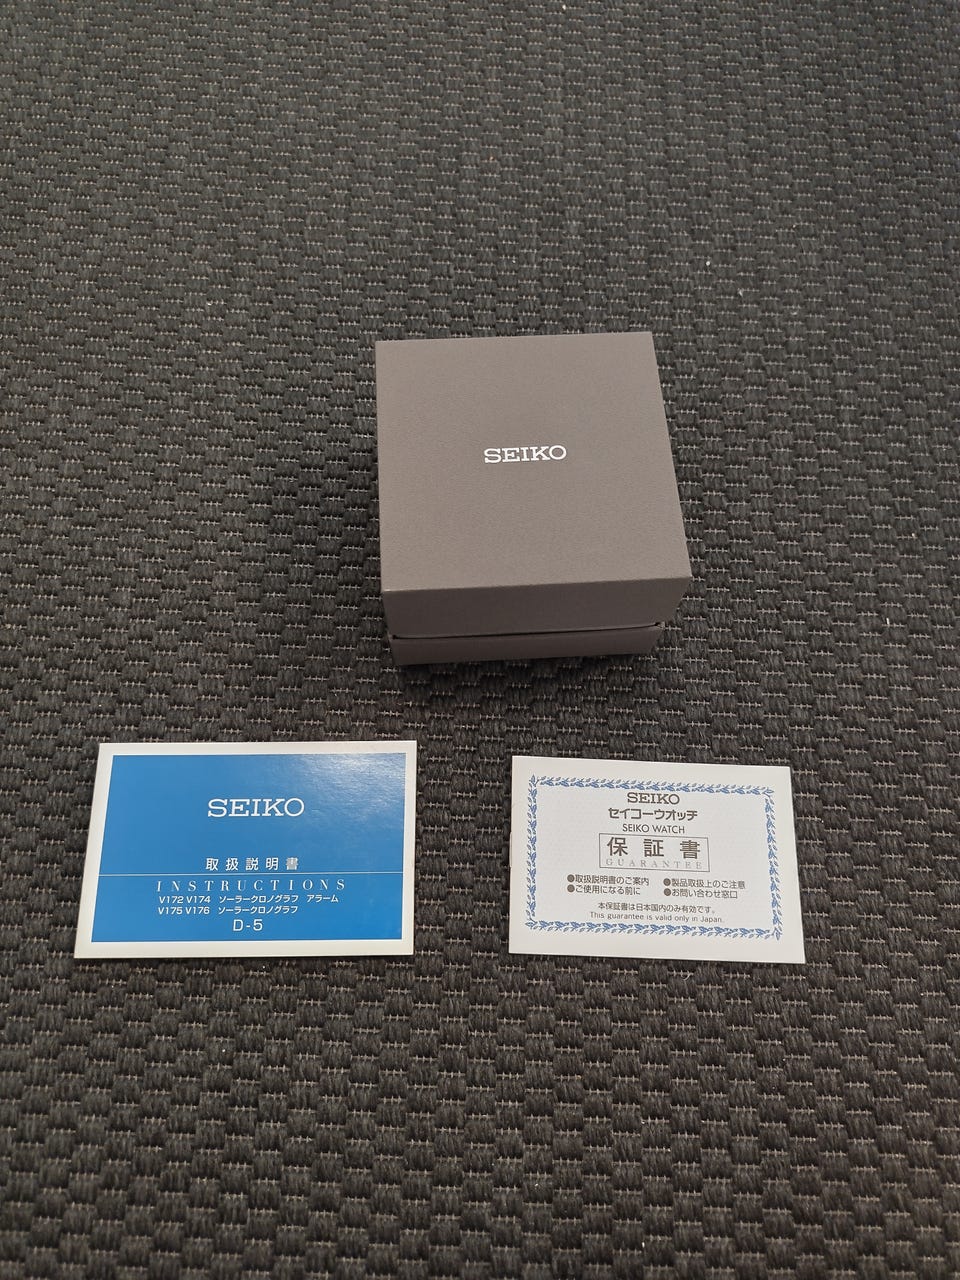 SEIKO
SEIKO
取扱説明書
INSTRUCTIONS
V172 V174 ソーラークロノグラフ アラーム
V175 V176 ソーラークロノグラフ
D-5
SEIKO
セイコーウオッチ
SEIKO WATCH
保証書
GUARANTEE
●取扱説明書のご案内 ●製品取扱上のご注意
●ご使用になる前に ●お問い合わせ窓口
本保証書は日本国内のみ有効です。
This guarantee is valid only in Japan.